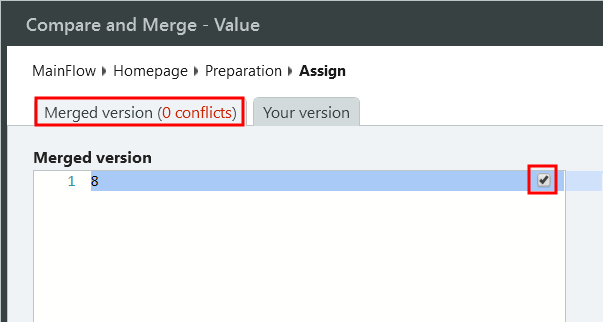 Compare and Merge - Value
MainFlow Homepage Preparation Assign
Merged version (0 conflicts) Your version
Merged version
1 8